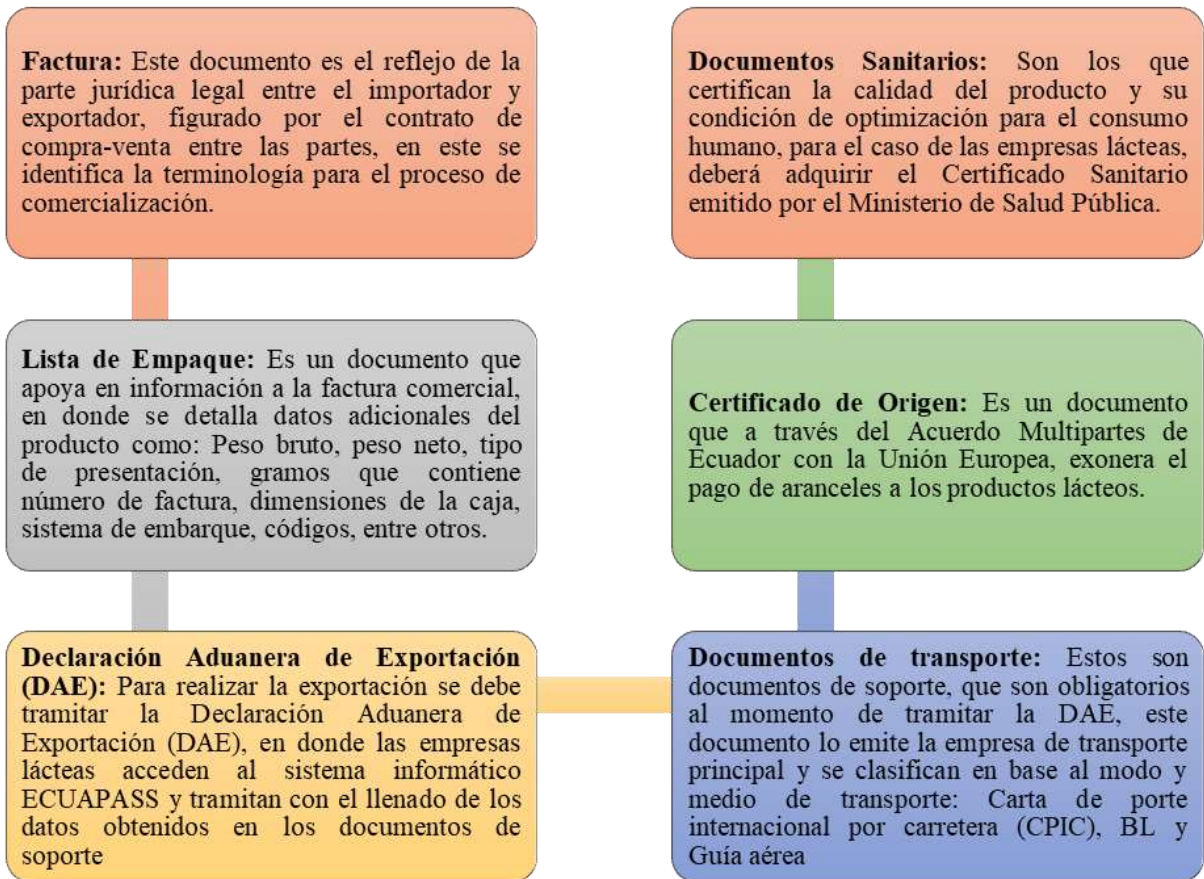 Factura: Este documento es el reflejo de la
parte jurídica legal entre el importador y
exportador, figurado por el contrato de
compra-venta entre las partes, en este se
identifica la terminología para el proceso de
comercialización.
Lista de Empaque: Es un documento que
apoya en información a la factura comercial,
en donde se detalla datos adicionales del
producto como: Peso bruto, peso neto, tipo
de presentación, gramos que contiene
número de factura, dimensiones de la caja,
sistema de embarque, códigos, entre otros.
Declaración Aduanera de Exportación
(DAE): Para realizar la exportación se debe
tramitar la Declaración Aduanera de
Exportación (DAE), en donde las empresas
lácteas acceden al sistema informático
ECUAPASS y tramitan con el llenado de los
datos obtenidos en los documentos de
soporte
Documentos de transporte: Estos son
documentos de soporte, que son obligatorios
al momento de tramitar la DAE, este
documento lo emite la empresa de transporte
principal y se clasifican en base al modo y
medio de transporte: Carta de porte
internacional por carretera (CPIC), BL y
Guía aérea
Certificado de Origen: Es un documento
que a través del Acuerdo Multipartes de
Ecuador con la Unión Europea, exonera el
pago de aranceles a los productos lácteos.
Documentos Sanitarios: Son los que
certifican la calidad del producto y su
condición de optimización para el consumo
humano, para el caso de las empresas lácteas,
deberá adquirir el Certificado Sanitario
emitido por el Ministerio de Salud Pública.